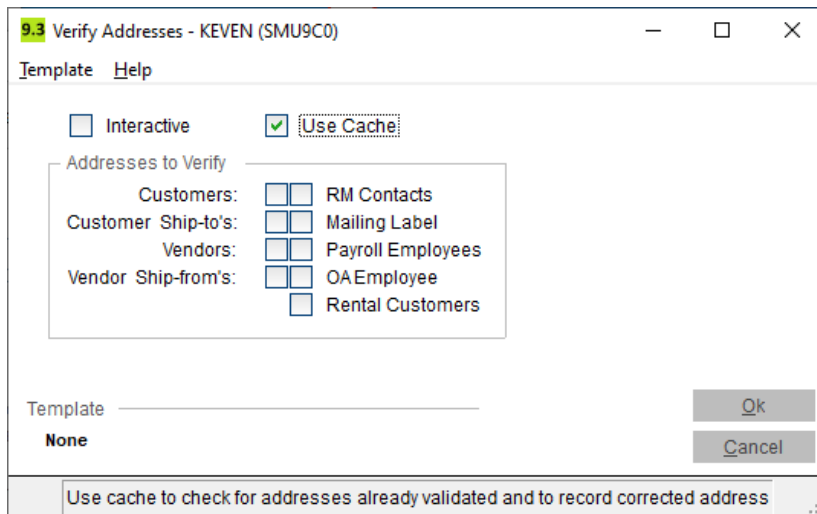 9.3 Verify Addresses - KEVEN (SMU9C0)
Template Help
Interactive Use Cache
Addresses to Verify
Customers: RM Contacts
Customer Ship-to's: Mailing Label
Vendors: Payroll Employees
Vendor Ship-from's: OA Employee
Rental Customers
Template
None
Ok
Cancel
Use cache to check for addresses already validated and to record corrected address